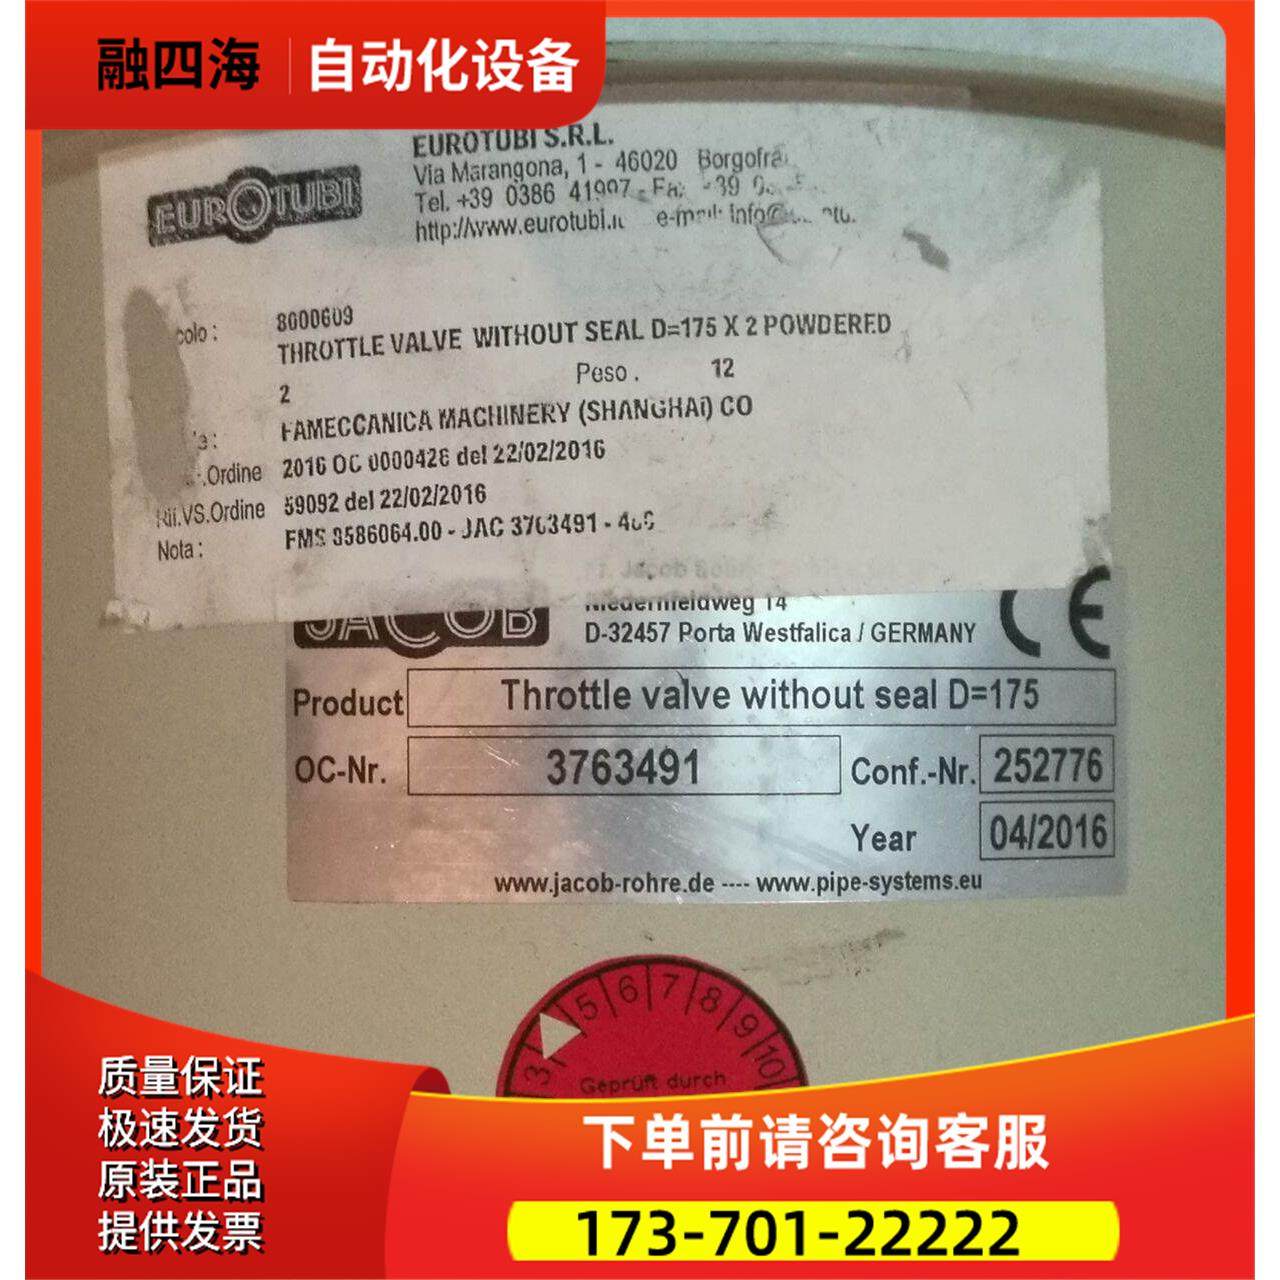 融四海 自动化设备
EUROTUBI S.R.L.
EUROTUBI
Via Marangona, 1 - 46020
Tel. +39 0386
http://www.eurotubi.
colo : 8000609
THROTTLE VALVE WITHOUT SEAL D=175 X 2 POWDERED
2 Peso . 12
FAMECCANICA MACHINERY (SHANGHAI) CO
.Ordine 2016 OC 0000426 del 22/02/2016
Rif.VS.Ordine 59092 del 22/02/2016
Nota : FMS 8586064.00 - JAC 3763491
JACOB
Niedernfeldweg 14
D-32457 Porta Westfalica / GERMANY
CE
Product Throttle valve without seal D=175
OC-Nr. 3763491 Conf.-Nr. 252776
Year 04/2016
www.jacob-rohre.de ---- www.pipe-systems.eu
3 5 6 7 8 9 10
Geprüft durch
质量保证
极速发货
原装正品
提供发票
下单前请咨询客服
173-701-22222